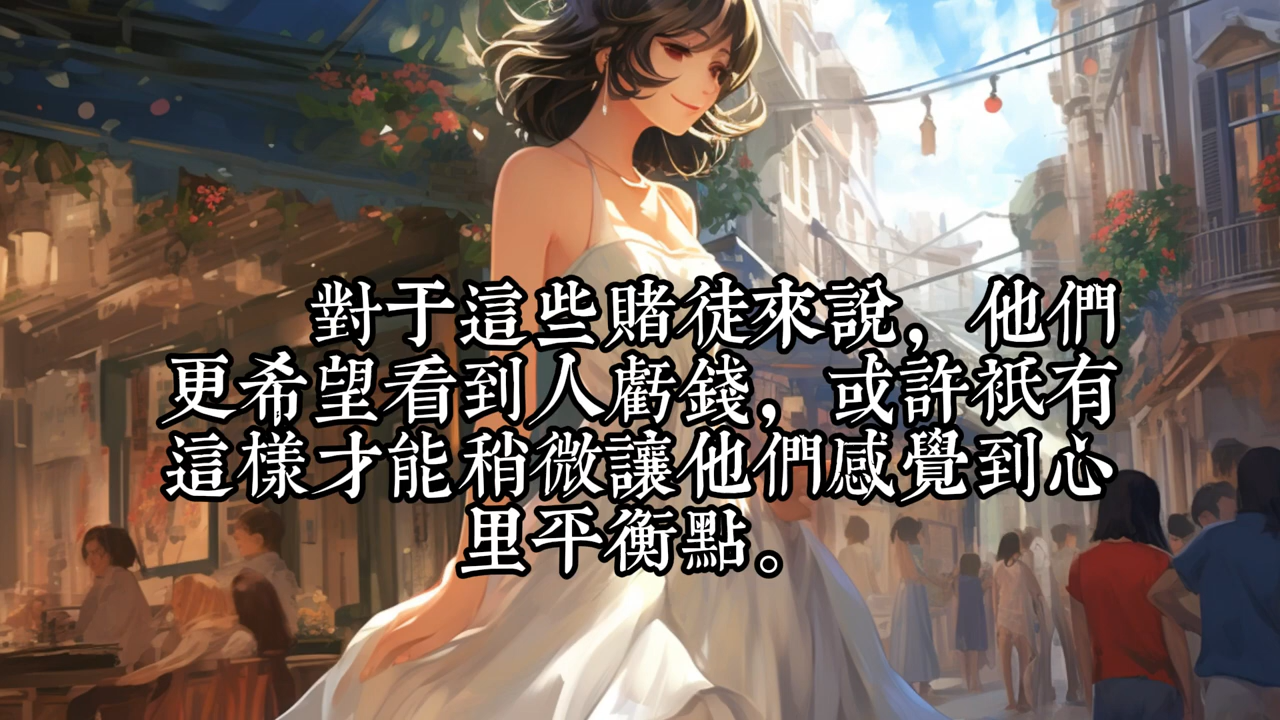 對于這些賭徒來說，他們
更希望看到人虧錢，或許衹有
這樣才能稍微讓他們感覺到心
里平衡點。